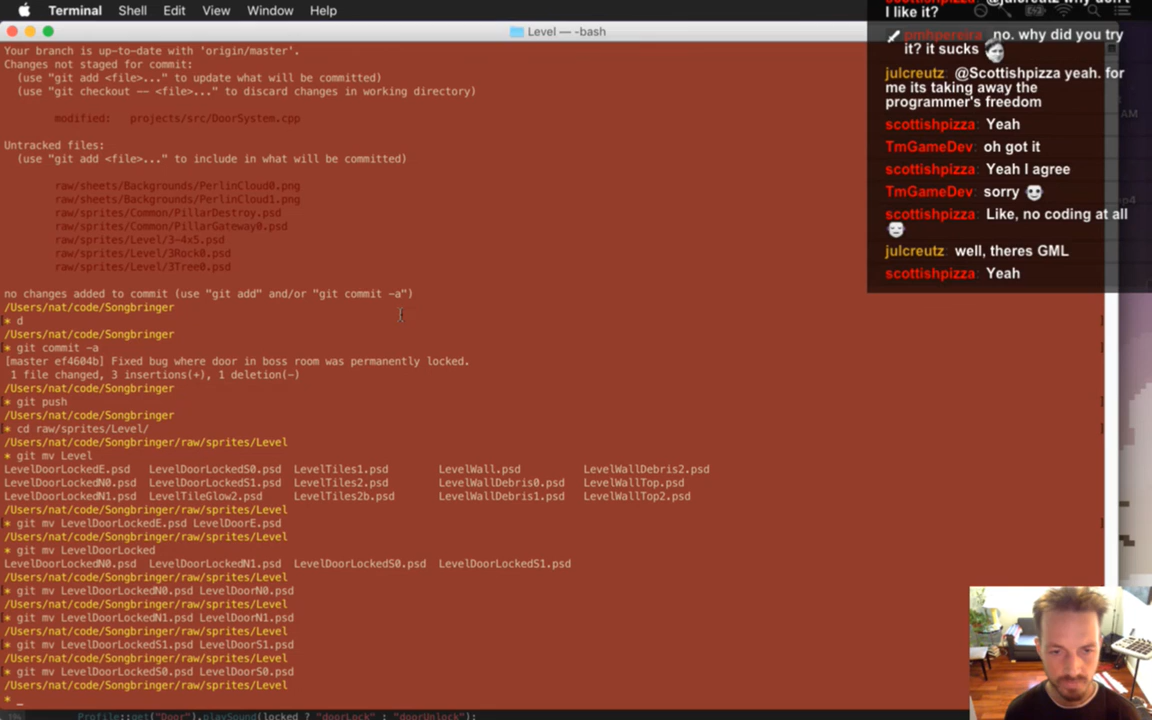 Terminal Shell Edit View Window Help
Level — -bash
Your branch is up-to-date with 'origin/master'.
Changes not staged for commit:
(use "git add <file>..." to update what will be committed)
(use "git checkout -- <file>..." to discard changes in working directory)
modified: projects/src/DoorSystem.cpp
Untracked files:
(use "git add <file>..." to include in what will be committed)
raw/sheets/Backgrounds/PerlinCloud0.png
raw/sheets/Backgrounds/PerlinCloud1.png
raw/sprites/Common/PillarDestroy.psd
raw/sprites/Common/PillarGateway0.psd
raw/sprites/Level/3-4x5.psd
raw/sprites/Level/3Rock0.psd
raw/sprites/Level/3Tree0.psd
no changes added to commit (use "git add" and/or "git commit -a")
/Users/nat/code/Songbringer
* d
/Users/nat/code/Songbringer
* git commit -a
[master ef4604b] Fixed bug where door in boss room was permanently locked.
1 file changed, 3 insertions(+), 1 deletion(-)
/Users/nat/code/Songbringer
* git push
/Users/nat/code/Songbringer
* cd raw/sprites/Level/
/Users/nat/code/Songbringer/raw/sprites/Level
* git mv Level
LevelDoorLockedE.psd LevelDoorLockedS0.psd LevelTiles1.psd LevelWall.psd LevelWallDebris2.psd
LevelDoorLockedN0.psd LevelDoorLockedS1.psd LevelTiles2.psd LevelWallDebris0.psd LevelWallTop.psd
LevelDoorLockedN1.psd LevelTileGlow2.psd LevelTiles2b.psd LevelWallDebris1.psd LevelWallTop2.psd
/Users/nat/code/Songbringer/raw/sprites/Level
* git mv LevelDoorLockedE.psd LevelDoorE.psd
/Users/nat/code/Songbringer/raw/sprites/Level
* git mv LevelDoorLocked
LevelDoorLockedN0.psd LevelDoorLockedN1.psd LevelDoorLockedS0.psd LevelDoorLockedS1.psd
/Users/nat/code/Songbringer/raw/sprites/Level
* git mv LevelDoorLockedN0.psd LevelDoorN0.psd
/Users/nat/code/Songbringer/raw/sprites/Level
* git mv LevelDoorLockedN1.psd LevelDoorN1.psd
/Users/nat/code/Songbringer/raw/sprites/Level
* git mv LevelDoorLockedS1.psd LevelDoorS1.psd
/Users/nat/code/Songbringer/raw/sprites/Level
* git mv LevelDoorLockedS0.psd LevelDoorS0.psd
/Users/nat/code/Songbringer/raw/sprites/Level
* _
Profile::get("Door").playSound(locked ? "doorLock" : "doorUnlock");
I like it?
pmhpereira no. why did you try
it? it sucks
julcreutz: @Scottishpizza yeah. for
me its taking away the
programmer's freedom
scottishpizza: Yeah
TmGameDev: oh got it
scottishpizza: Yeah I agree
TmGameDev: sorry
scottishpizza: Like, no coding at all
julcreutz: well, theres GML
scottishpizza: Yeah
AM